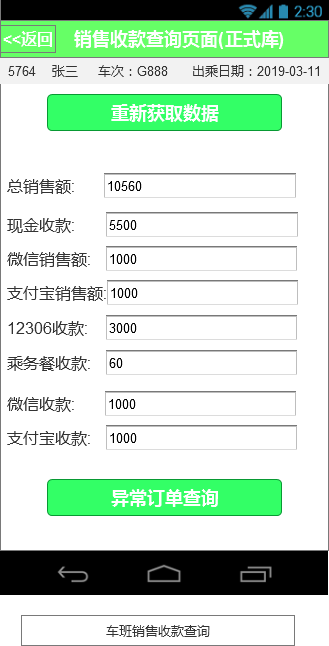 2:30
<<返回 销售收款查询页面(正式库)
5764 张三 车次：G888 出乘日期：2019-03-11
重新获取数据
总销售额: 10560
现金收款: 5500
微信销售额: 1000
支付宝销售额: 1000
12306收款: 3000
乘务餐收款: 60
微信收款: 1000
支付宝收款: 1000
异常订单查询
车班销售收款查询